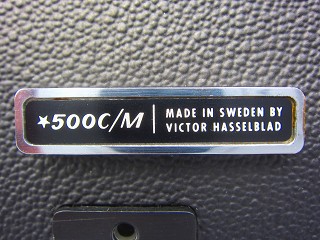 ★500C/M
MADE IN SWEDEN BY
VICTOR HASSELBLAD